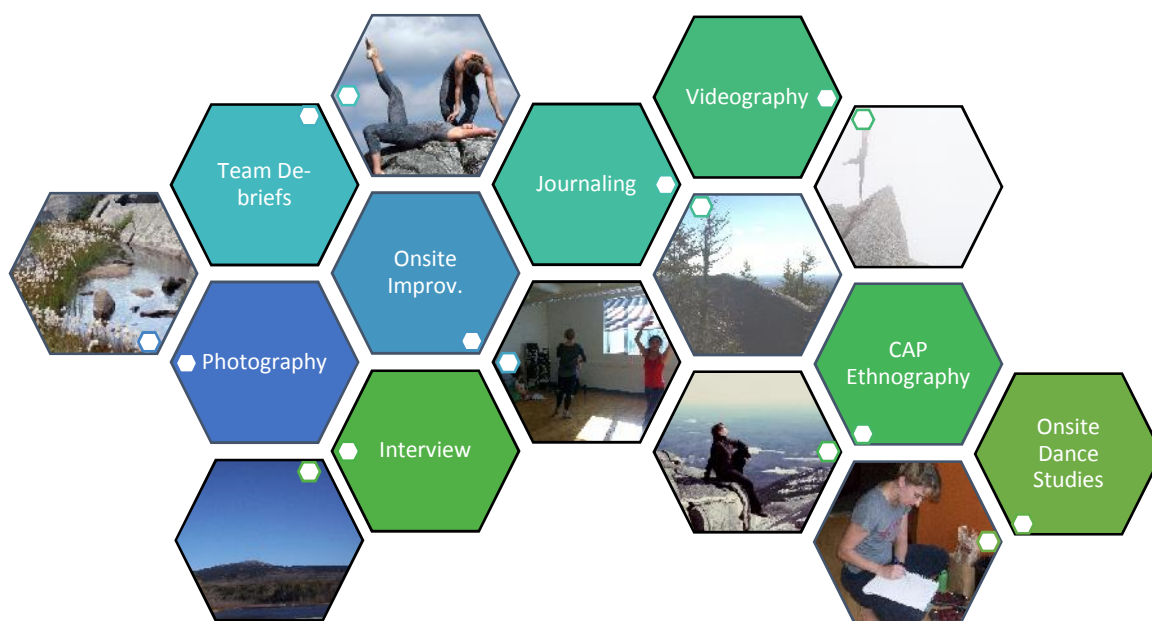 Videography
Team De-
briefs
Journaling
Onsite
Improv.
Photography
CAP
Ethnography
Interview
Onsite
Dance
Studies